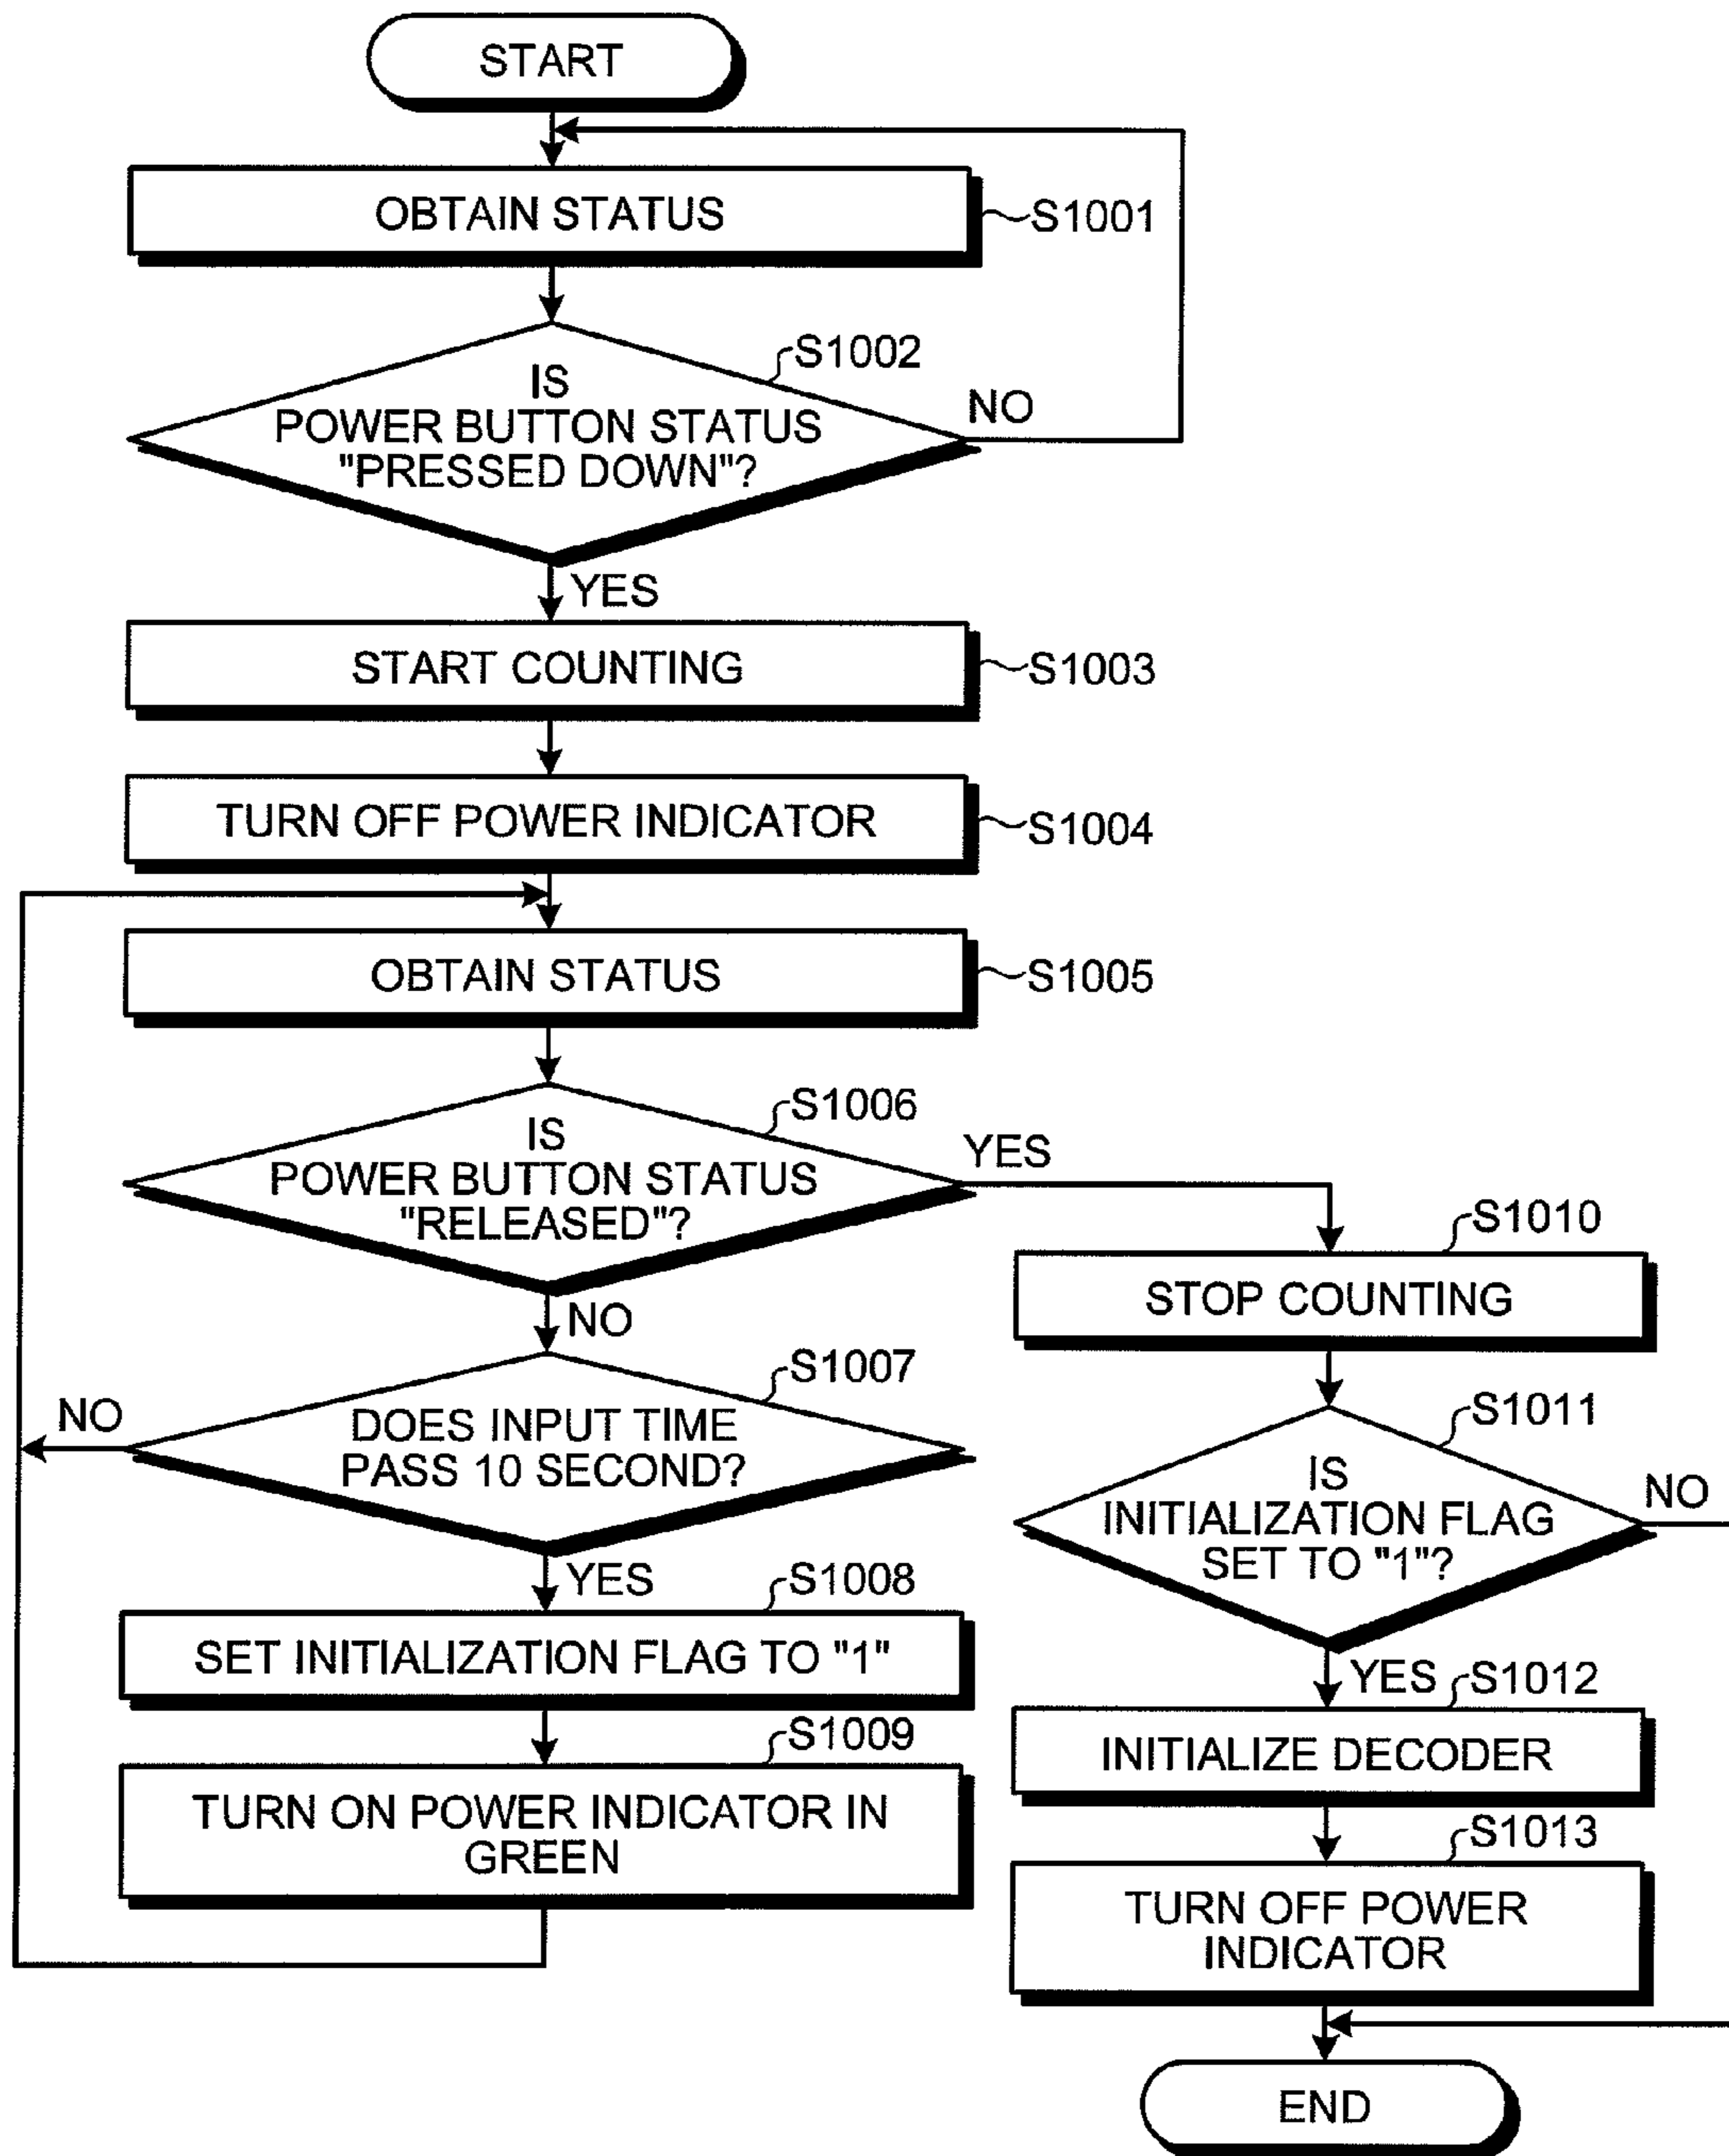 START
OBTAIN STATUS
S1001
S1002
IS
POWER BUTTON STATUS
"PRESSED DOWN"?
NO
YES
START COUNTING
S1003
TURN OFF POWER INDICATOR
S1004
OBTAIN STATUS
S1005
S1006
IS
POWER BUTTON STATUS
"RELEASED"?
YES
NO
S1007
DOES INPUT TIME
PASS 10 SECOND?
NO
YES
S1008
SET INITIALIZATION FLAG TO "1"
S1009
TURN ON POWER INDICATOR IN
GREEN
S1010
STOP COUNTING
S1011
IS
INITIALIZATION FLAG
SET TO "1"?
NO
YES
S1012
INITIALIZE DECODER
S1013
TURN OFF POWER
INDICATOR
END